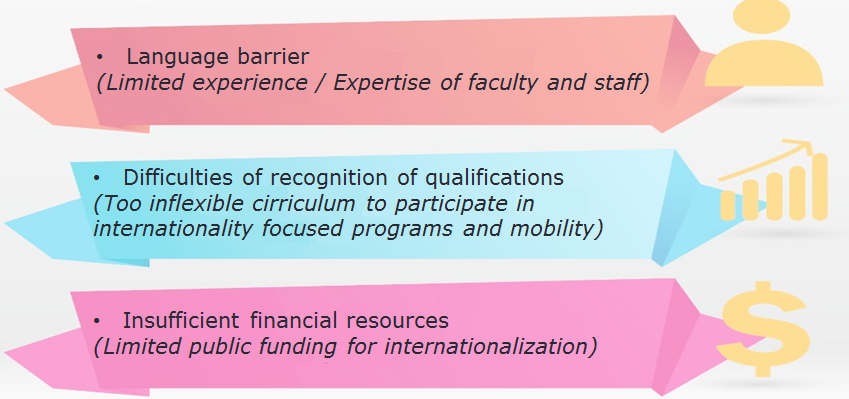 • Language barrier
(Limited experience / Expertise of faculty and staff)
• Difficulties of recognition of qualifications
(Too inflexible cirriculum to participate in
internationality focused programs and mobility)
• Insufficient financial resources
(Limited public funding for internationalization)
$